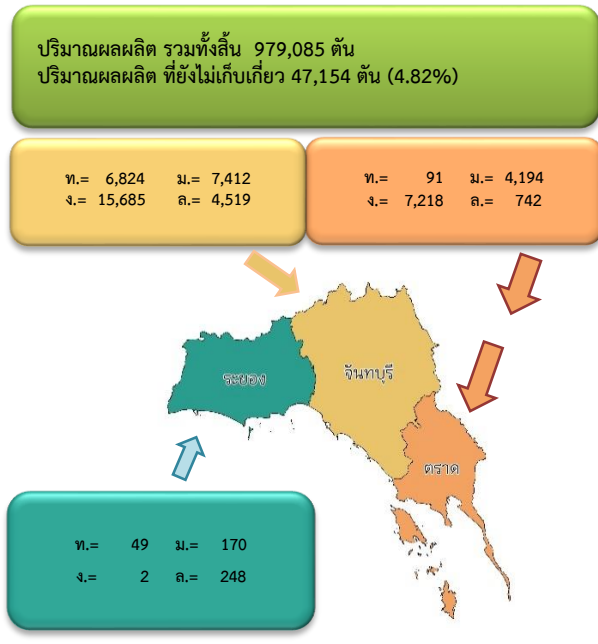 ปริมาณผลผลิต รวมทั้งสิ้น 979,085 ตัน
ปริมาณผลผลิต ที่ยังไม่เก็บเกี่ยว 47,154 ตัน (4.82%)
ท.= 6,824 ม.= 7,412
ง.= 15,685 ล.= 4,519
ท.= 91 ม.= 4,194
ง.= 7,218 ล.= 742
ระยอง
จันทบุรี
ตราด
ท.= 49 ม.= 170
ง.= 2 ล.= 248